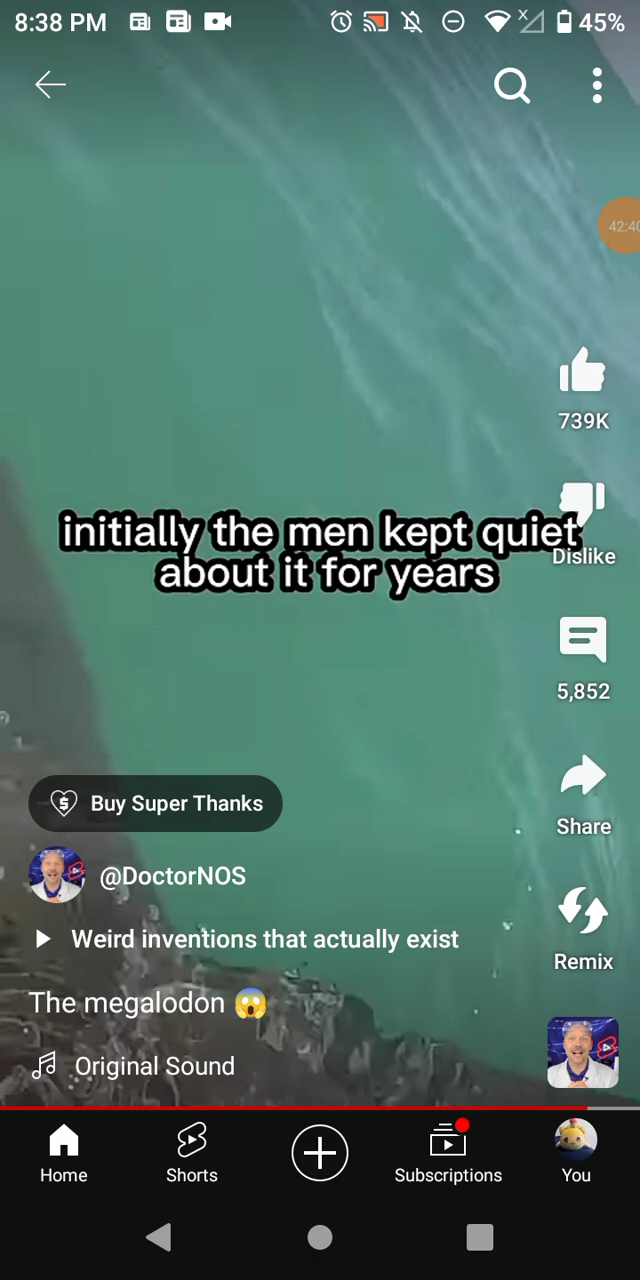 8:38 PM
45%
42:40
739K
initially the men kept quiet
about it for years
Dislike
5,852
Buy Super Thanks
Share
@DoctorNOS
Weird inventions that actually exist
Remix
The megalodon 😱
Original Sound
Home
Shorts
Subscriptions
You